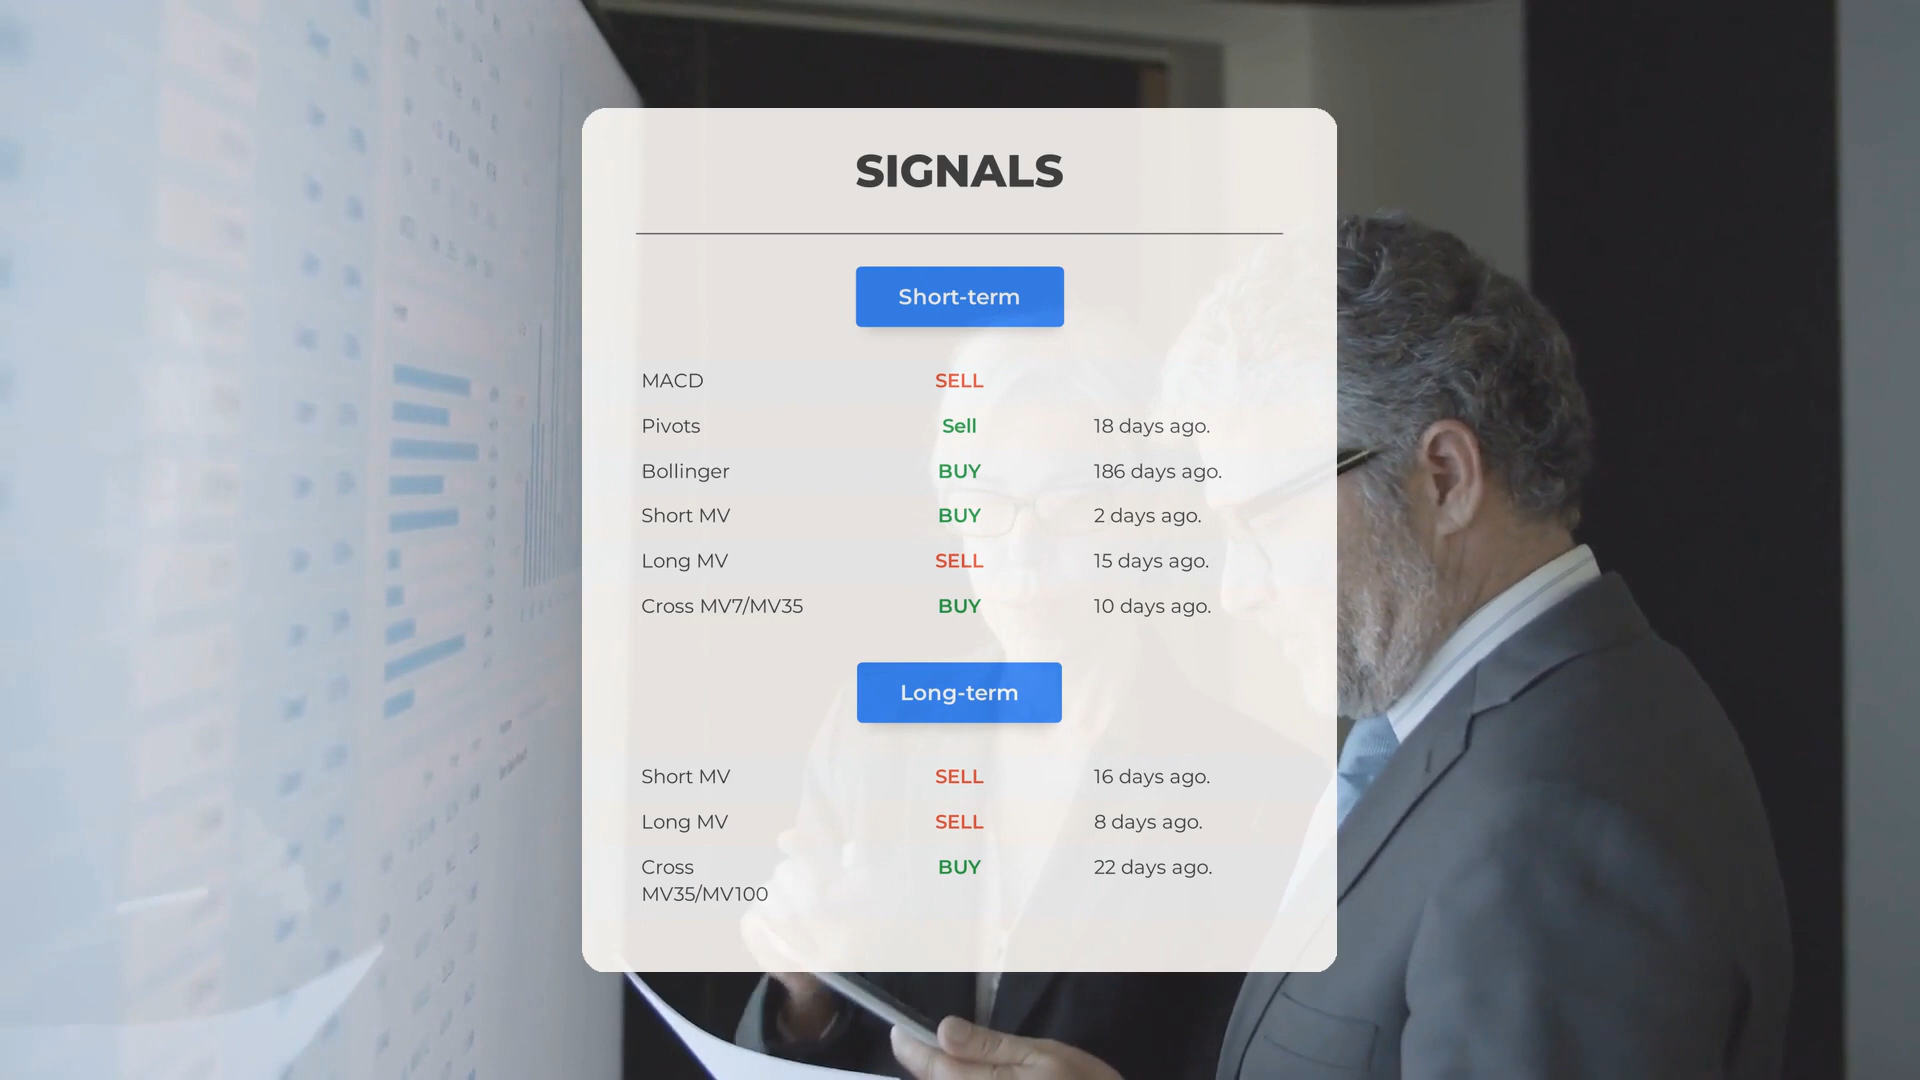 SIGNALS
Short-term
MACD SELL
Pivots Sell 18 days ago.
Bollinger BUY 186 days ago.
Short MV BUY 2 days ago.
Long MV SELL 15 days ago.
Cross MV7/MV35 BUY 10 days ago.
Long-term
Short MV SELL 16 days ago.
Long MV SELL 8 days ago.
Cross BUY 22 days ago.
MV35/MV100